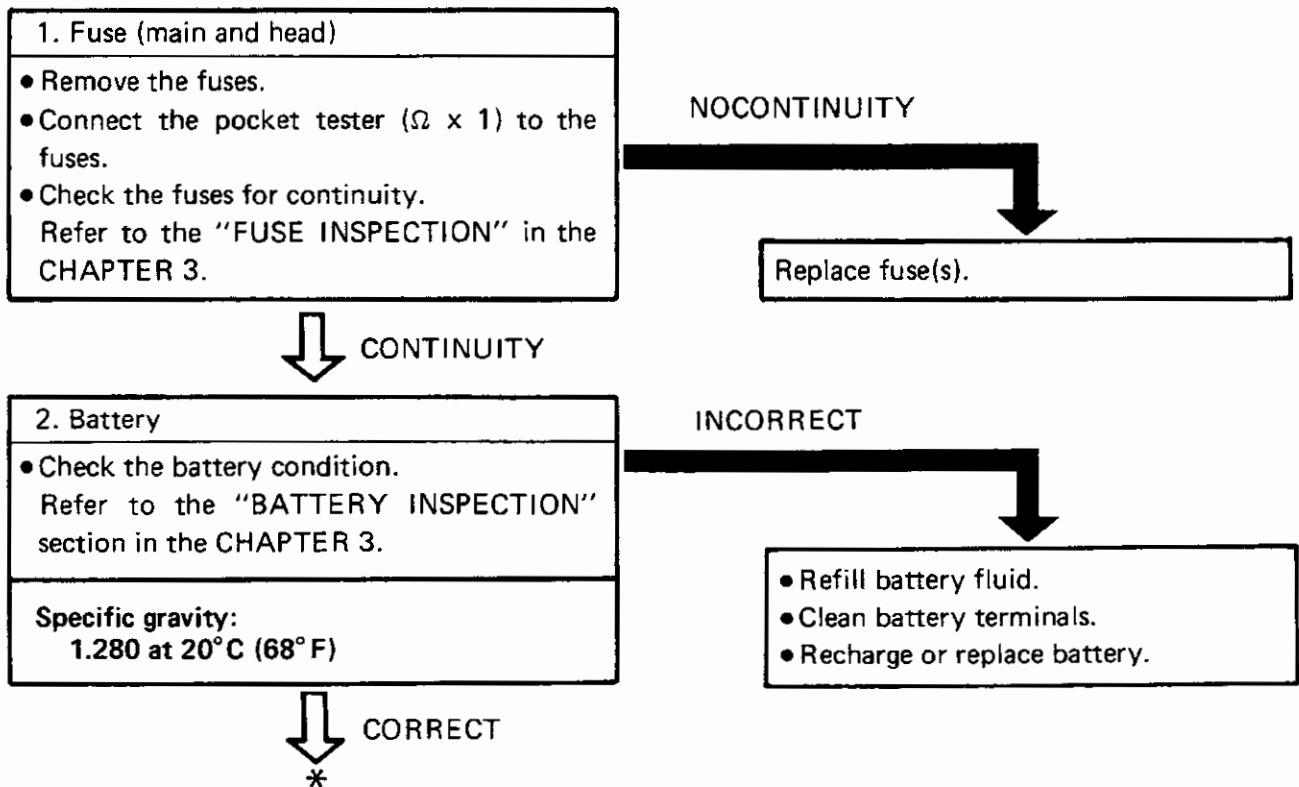 1. Fuse (main and head)
• Remove the fuses.
• Connect the pocket tester (Ω x 1) to the
fuses.
• Check the fuses for continuity.
Refer to the "FUSE INSPECTION" in the
CHAPTER 3.
NOCONTINUITY
Replace fuse(s).
CONTINUITY
2. Battery
• Check the battery condition.
Refer to the "BATTERY INSPECTION"
section in the CHAPTER 3.
Specific gravity:
1.280 at 20°C (68°F)
INCORRECT
• Refill battery fluid.
• Clean battery terminals.
• Recharge or replace battery.
CORRECT
*